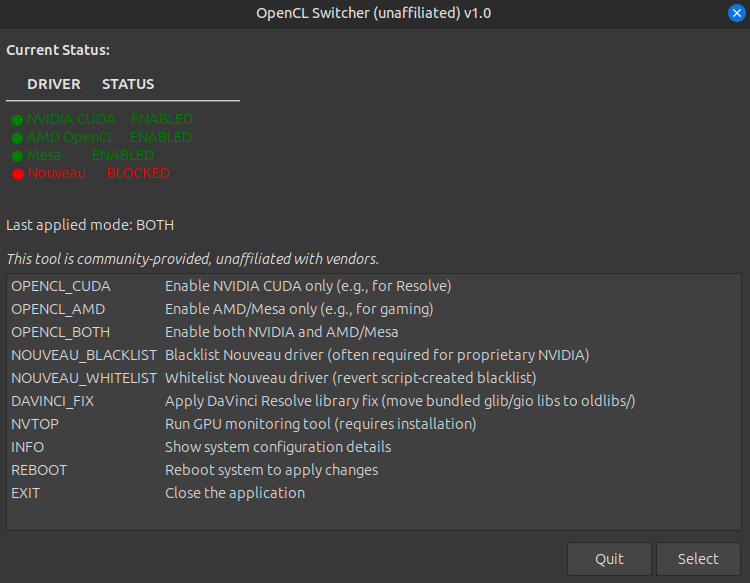 OpenCL Switcher (unaffiliated) v1.0
Current Status:
DRIVER STATUS
NVIDIA CUDA ENABLED
AMD OpenCL ENABLED
Mesa ENABLED
Nouveau BLOCKED
Last applied mode: BOTH
This tool is community-provided, unaffiliated with vendors.
OPENCL_CUDA Enable NVIDIA CUDA only (e.g., for Resolve)
OPENCL_AMD Enable AMD/Mesa only (e.g., for gaming)
OPENCL_BOTH Enable both NVIDIA and AMD/Mesa
NOUVEAU_BLACKLIST Blacklist Nouveau driver (often required for proprietary NVIDIA)
NOUVEAU_WHITELIST Whitelist Nouveau driver (revert script-created blacklist)
DAVINCI_FIX Apply DaVinci Resolve library fix (move bundled glib/gio libs to oldlibs/)
NVTOP Run GPU monitoring tool (requires installation)
INFO Show system configuration details
REBOOT Reboot system to apply changes
EXIT Close the application
Quit Select